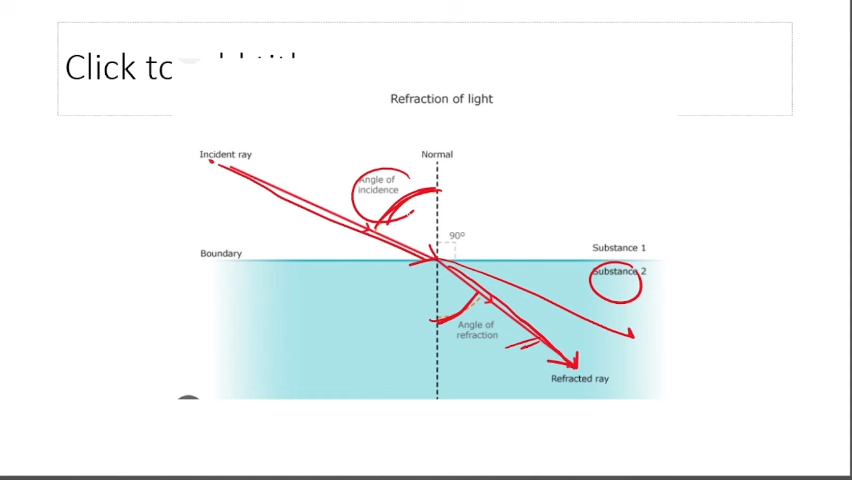 Click to
Refraction of light
Incident ray
Normal
Angle of
incidence
90º
Substance 1
Boundary
Substance 2
Angle of
refraction
Refracted ray